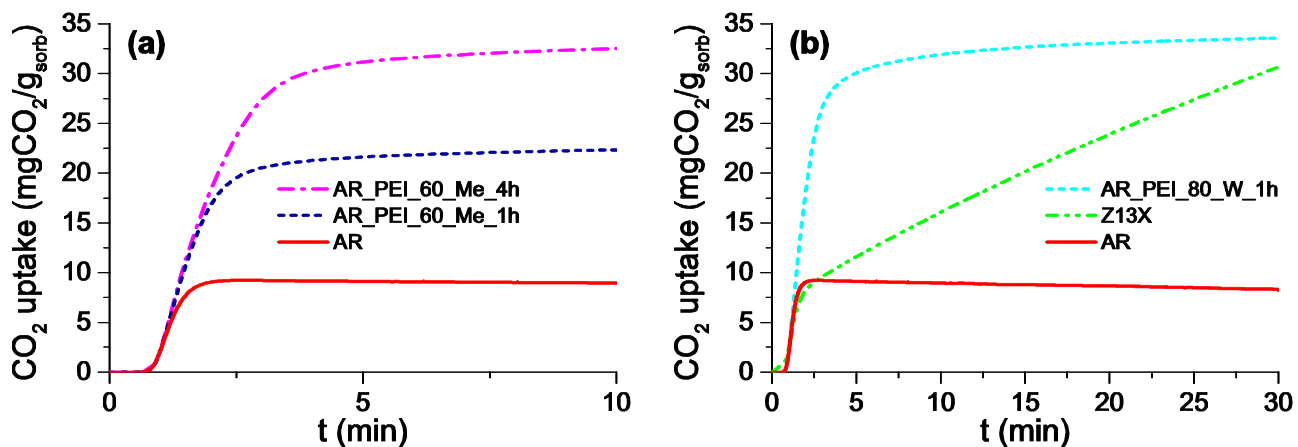 (a)
CO2 uptake (mgCO2/gsorb)
35
30
25
20
15
10
5
0
AR_PEI_60_Me_4h
AR_PEI_60_Me_1h
AR
0
5
10
t (min)
(b)
CO2 uptake (mgCO2/gsorb)
35
30
25
20
15
10
5
0
AR_PEI_80_W_1h
Z13X
AR
0
5
10
15
20
25
30
t (min)